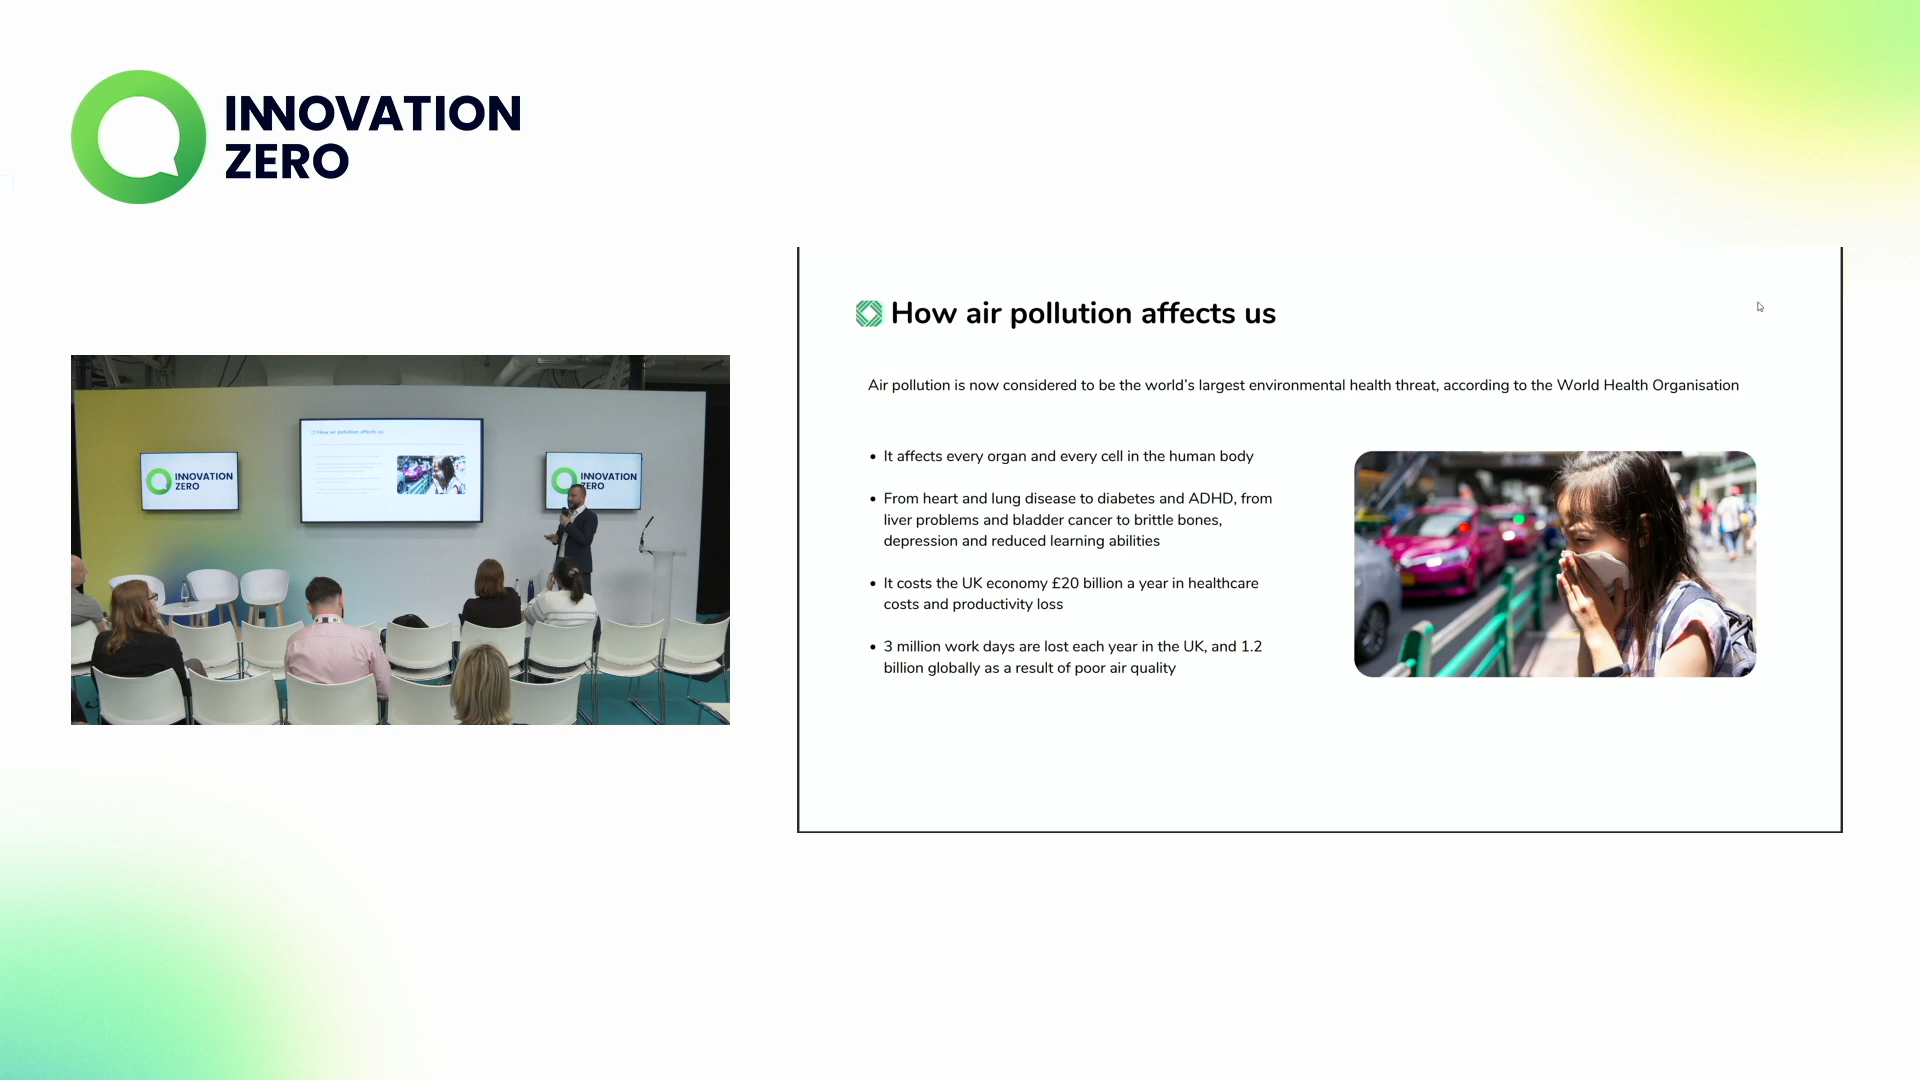 INNOVATION
ZERO
How air pollution affects us
Air pollution is now considered to be the world's largest environmental health threat, according to the World Health Organisation
• It affects every organ and every cell in the human body
• From heart and lung disease to diabetes and ADHD, from
liver problems and bladder cancer to brittle bones,
depression and reduced learning abilities
• It costs the UK economy £20 billion a year in healthcare
costs and productivity loss
• 3 million work days are lost each year in the UK, and 1.2
billion globally as a result of poor air quality
How air pollution affects us
INNOVATION
ZERO
INNOVATION
ZERO